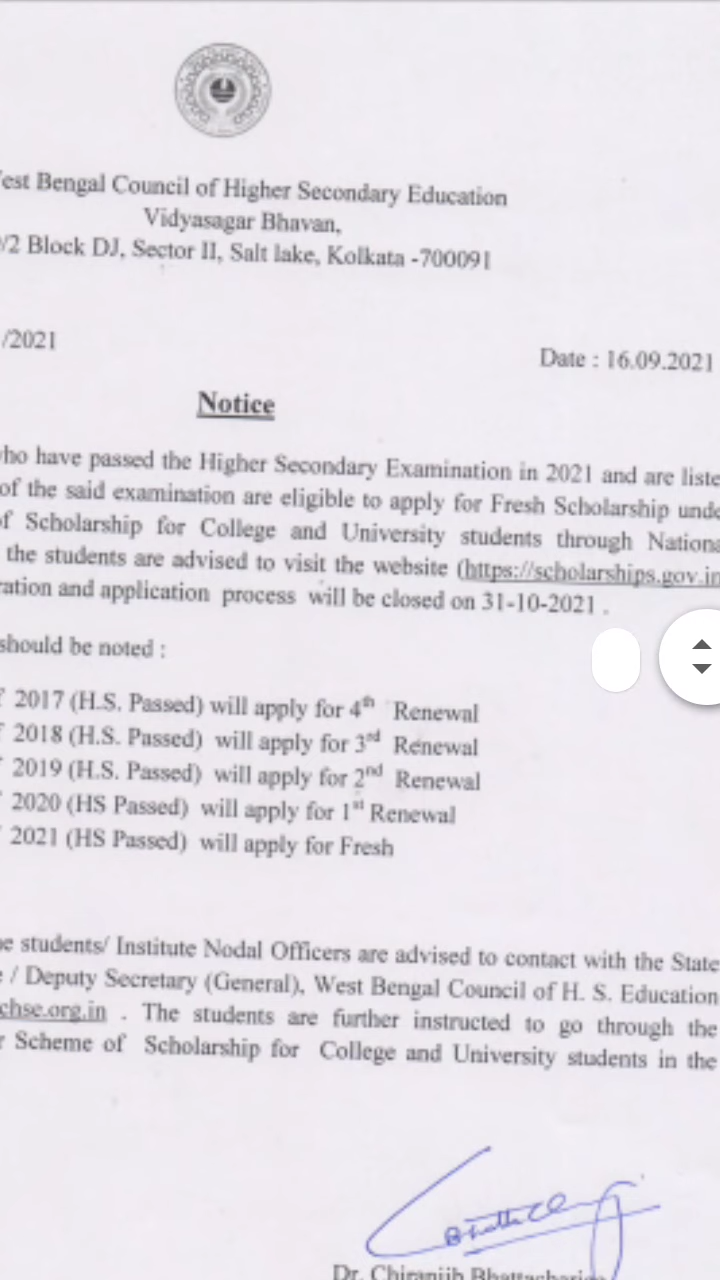 est Bengal Council of Higher Secondary Education
Vidyasagar Bhavan,
/2 Block DJ, Sector II, Salt lake, Kolkata -700091
/2021
Date : 16.09.2021
Notice
who have passed the Higher Secondary Examination in 2021 and are liste
of the said examination are eligible to apply for Fresh Scholarship unde
of Scholarship for College and University students through Nationa
the students are advised to visit the website (https://scholarships.gov.in
ration and application process will be closed on 31-10-2021 .
should be noted :
f 2017 (H.S. Passed) will apply for 4th Renewal
f 2018 (H.S. Passed) will apply for 3rd Renewal
f 2019 (H.S. Passed) will apply for 2nd Renewal
f 2020 (HS Passed) will apply for 1st Renewal
2021 (HS Passed) will apply for Fresh
e students/ Institute Nodal Officers are advised to contact with the State
e / Deputy Secretary (General), West Bengal Council of H. S. Education
chse.org.in . The students are further instructed to go through the
r Scheme of Scholarship for College and University students in the
Dr. Chiranjib Bhattacharjee